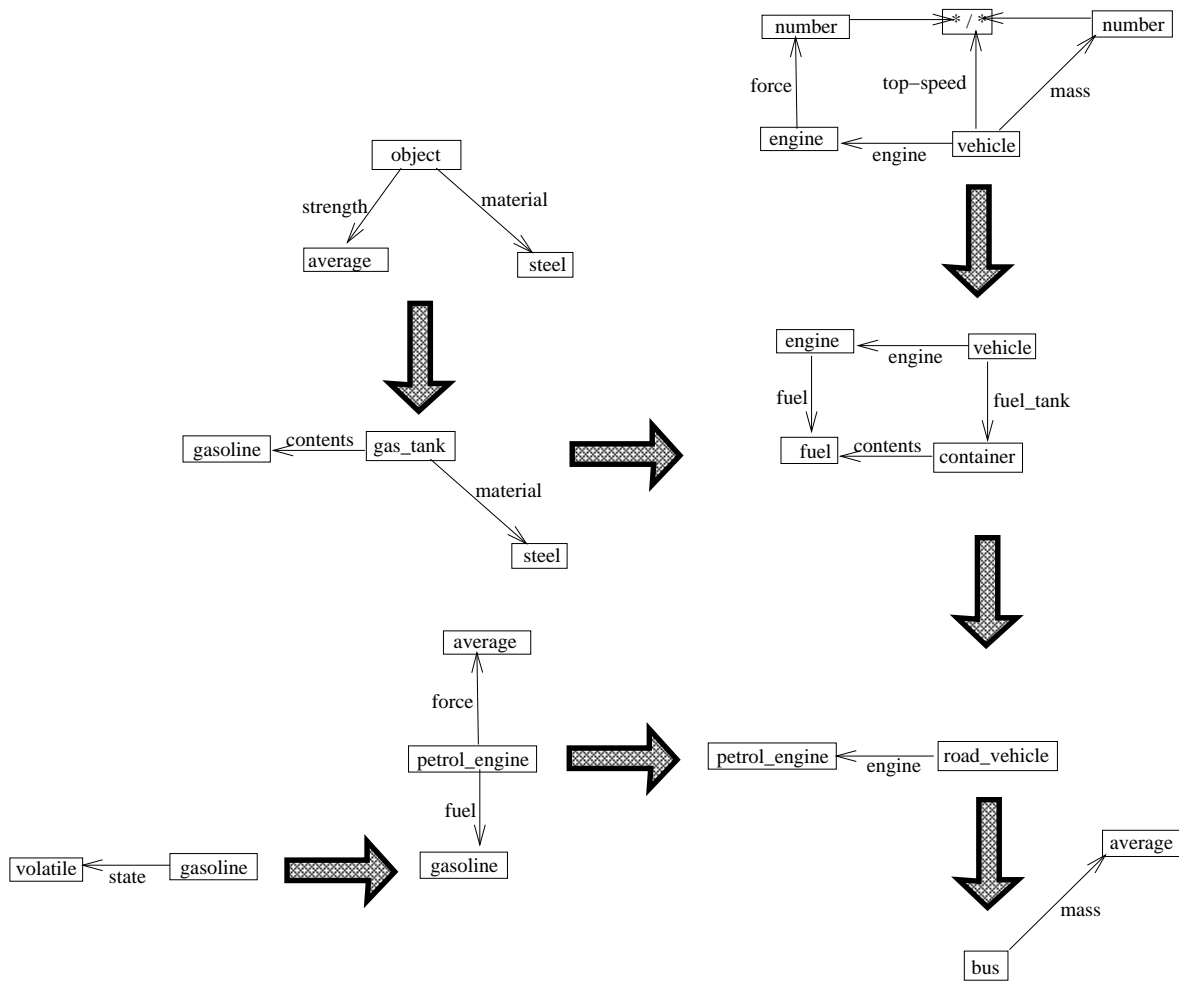 number
* / *
number
force
top-speed
mass
engine
engine
vehicle
object
strength
material
average
steel
engine
engine
vehicle
fuel
fuel_tank
gasoline
contents
gas_tank
fuel
contents
container
material
steel
average
force
petrol_engine
petrol_engine
engine
road_vehicle
fuel
volatile
state
gasoline
gasoline
average
mass
bus